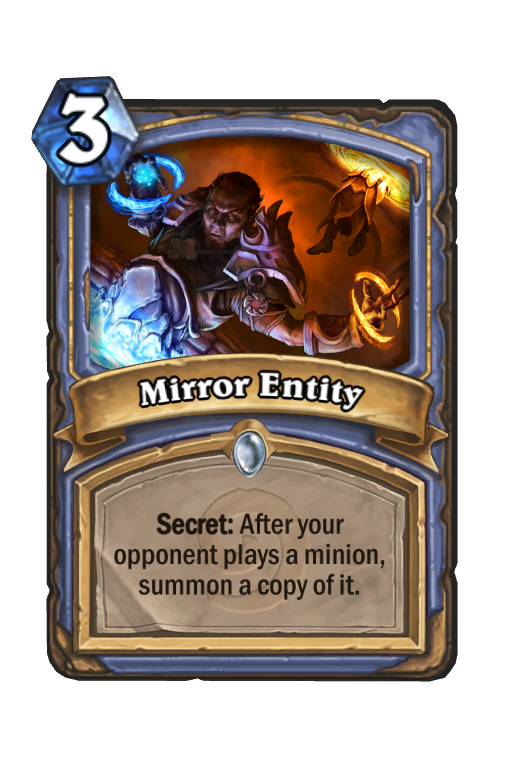 3
Mirror Entity
Secret: After your
opponent plays a minion,
summon a copy of it.